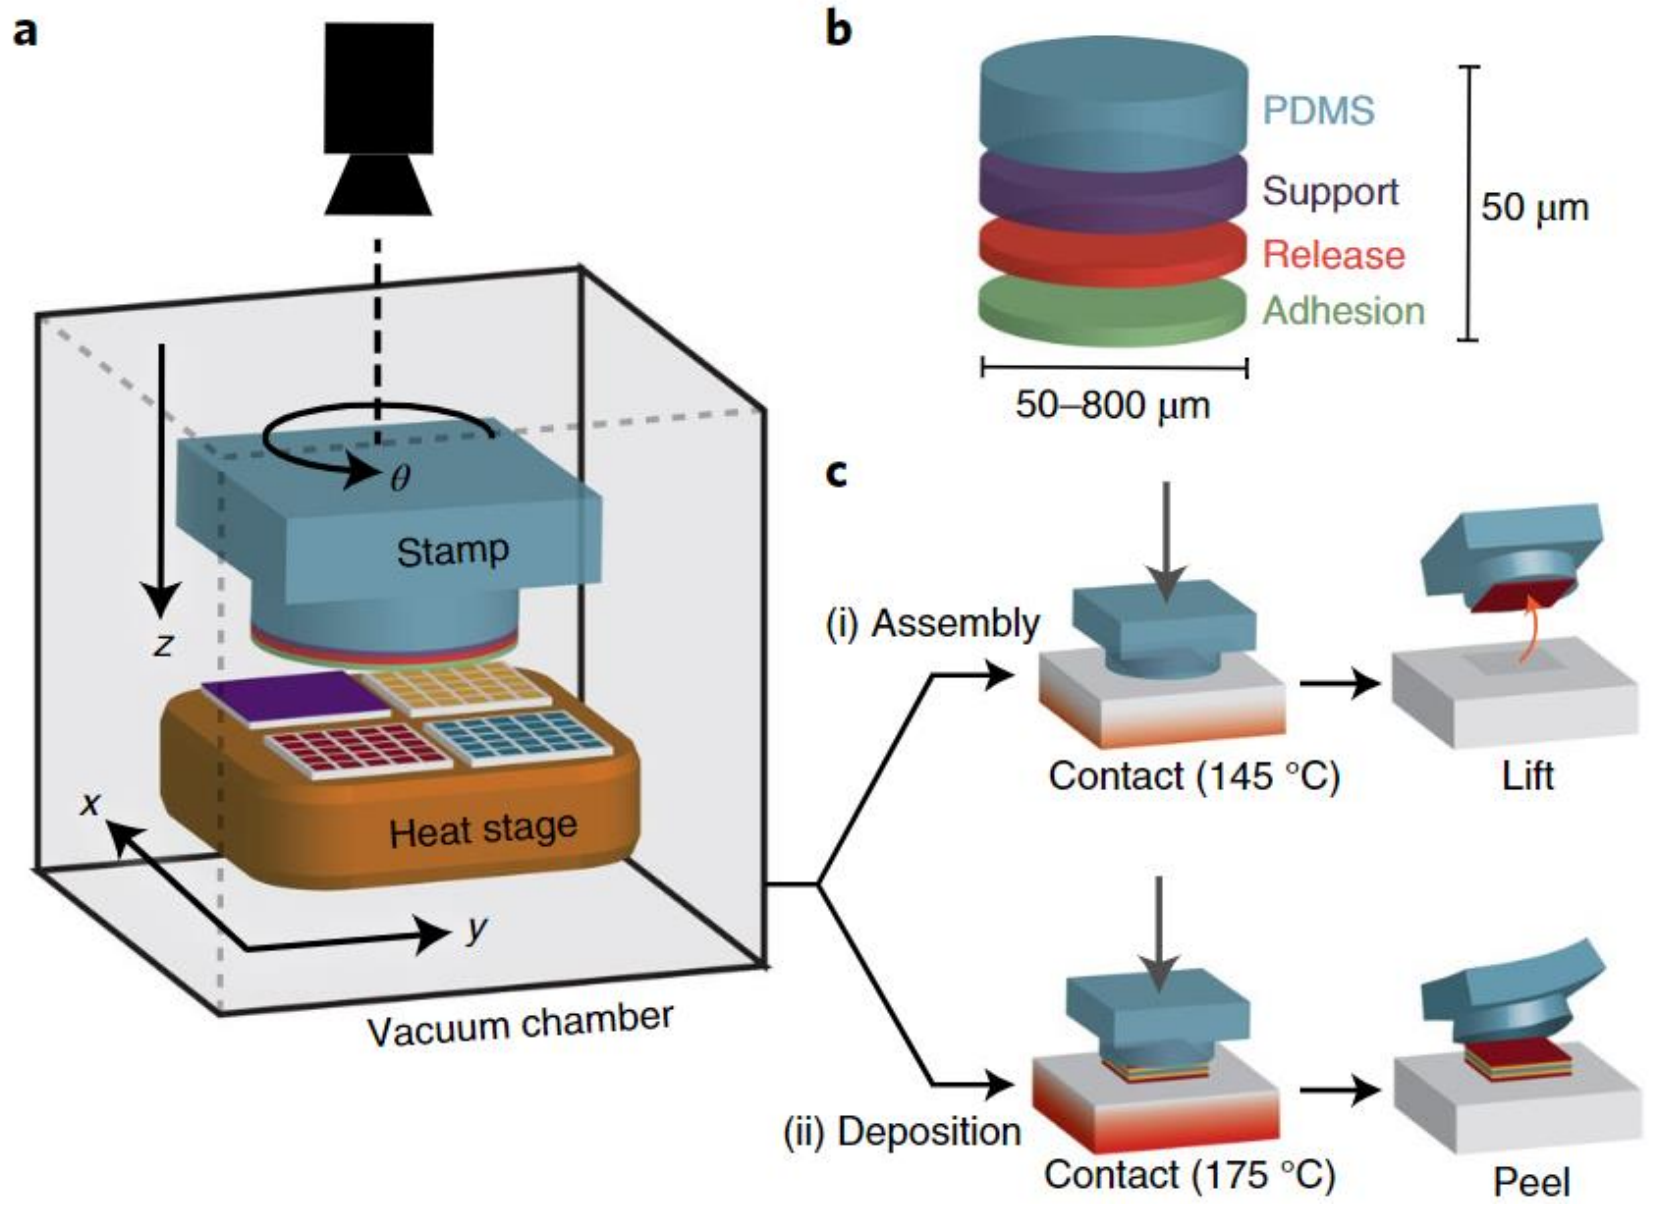 a
θ
Stamp
z
Heat stage
x
y
Vacuum chamber
b
PDMS
Support
Release
Adhesion
50 µm
50–800 µm
c
(i) Assembly
Contact (145 °C)
Lift
(ii) Deposition
Contact (175 °C)
Peel